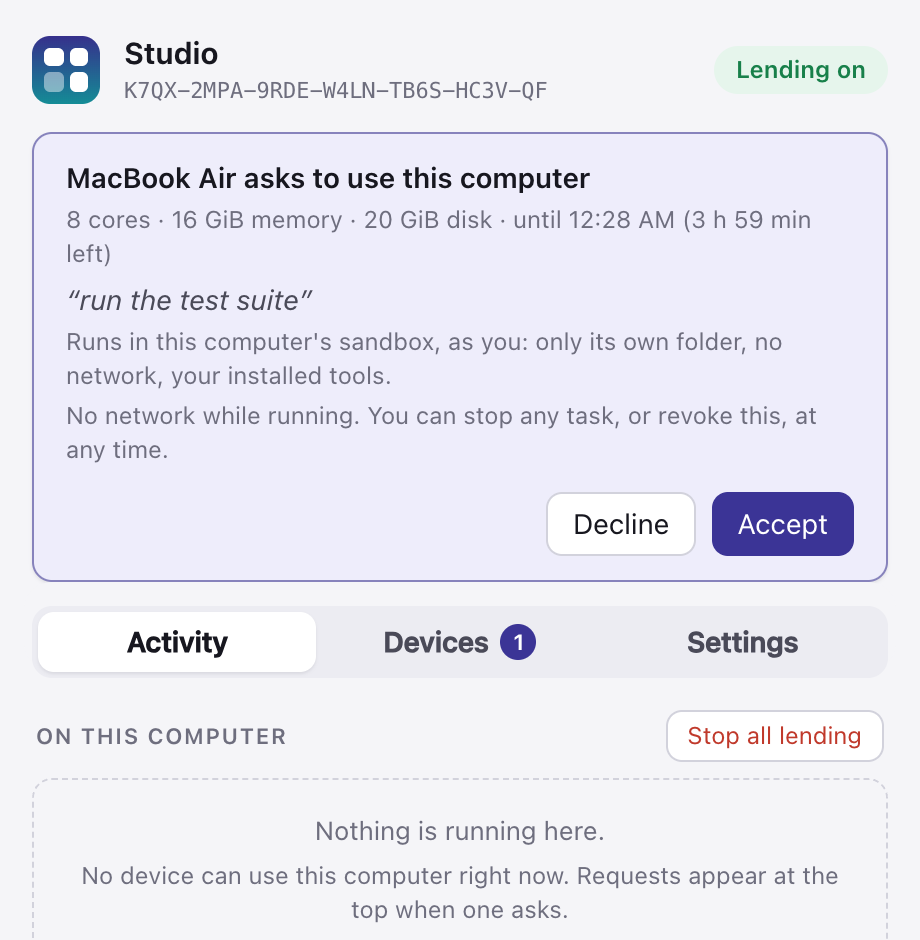 Studio
K7QX–2MPA–9RDE–W4LN–TB6S–HC3V–QF
Lending on
MacBook Air asks to use this computer
8 cores · 16 GiB memory · 20 GiB disk · until 12:28 AM (3 h 59 min
left)
“run the test suite”
Runs in this computer's sandbox, as you: only its own folder, no
network, your installed tools.
No network while running. You can stop any task, or revoke this, at
any time.
Decline
Accept
Activity
Devices 1
Settings
ON THIS COMPUTER
Stop all lending
Nothing is running here.
No device can use this computer right now. Requests appear at the
top when one asks.